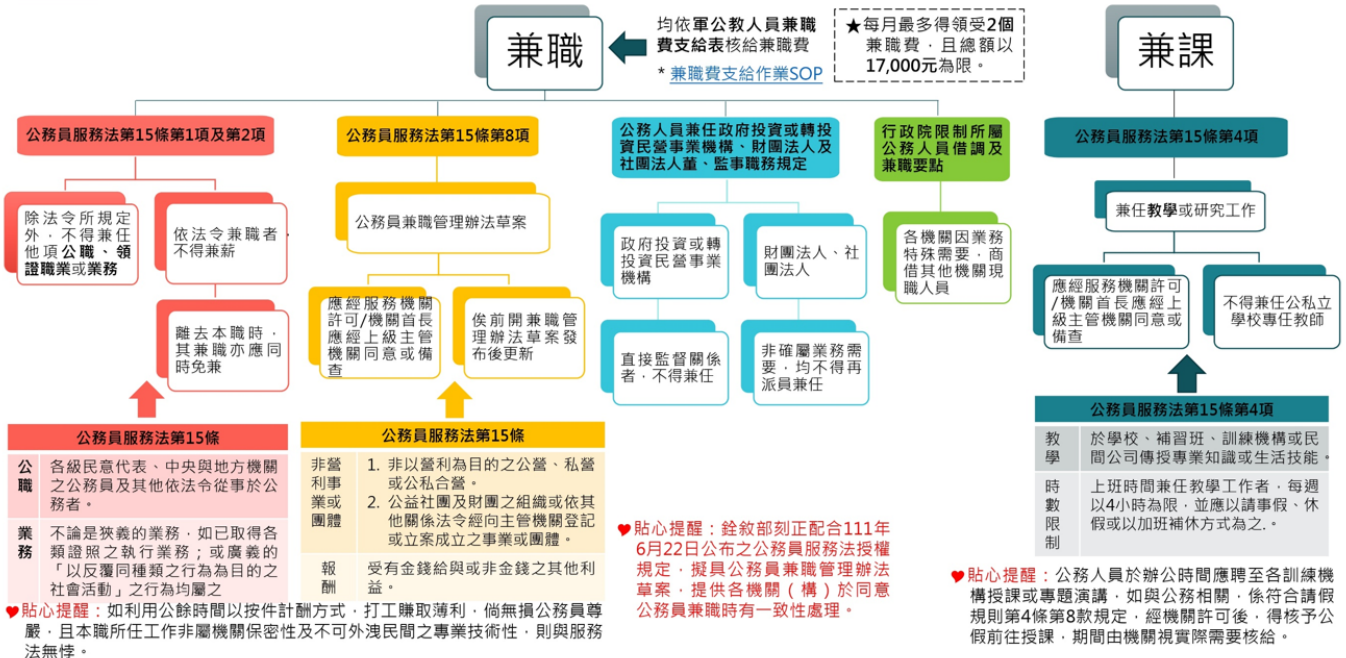 兼職
均依軍公教人員兼職
費支給表核給兼職費
* 兼職費支給作業SOP
★每月最多得領受2個
兼職費，且總額以
17,000元為限。
兼課
公務員服務法第15條第1項及第2項
除法令所規定
外，不得兼任
他項公職、領
證職業或業務
依法令兼職者，
不得兼薪
離去本職時，
其兼職亦應同
時免兼
公務員服務法第15條
公職
各級民意代表、中央與地方機關
之公務員及其他依法令從事於公
務者。
業務
不論是狹義的業務，如已取得各
類證照之執行業務；或廣義的
「以反覆同種類之行為為目的之
社會活動」之行為均屬之
♥貼心提醒：如利用公餘時間以按件計酬方式，打工賺取薄利，倘無損公務員尊
嚴，且本職所任工作非屬機關保密性及不可外洩民間之專業技術性，則與服務
法無悖。
公務員服務法第15條第8項
公務員兼職管理辦法草案
應經服務機關
許可/機關首長
應經上級主管
機關同意或備
查
俟前開兼職管
理辦法草案發
布後更新
公務員服務法第15條
非營
利事
業或
團體
1. 非以營利為目的之公營、私營
或公私合營。
2. 公益社團及財團之組織或依其
他關係法令經向主管機關登記
或立案成立之事業或團體。
報
酬
受有金錢給與或非金錢之其他利
益。
公務人員兼任政府投資或轉投
資民營事業機構、財團法人及
社團法人董、監事職務規定
政府投資或轉
投資民營事業
機構
財團法人、社
團法人
直接監督關係
者，不得兼任
非確屬業務需
要，均不得再
派員兼任
行政院限制所屬
公務人員借調及
兼職要點
各機關因業務
特殊需要，商
借其他機關現
職人員
♥貼心提醒：銓敘部刻正配合111年
6月22日公布之公務員服務法授權
規定，擬具公務員兼職管理辦法
草案，提供各機關（構）於同意
公務員兼職時有一致性處理。
公務員服務法第15條第4項
兼任教學或研究工作
應經服務機關許可
/機關首長應經上
級主管機關同意或
備查
不得兼任公私立
學校專任教師
公務員服務法第15條第4項
教
學
於學校、補習班、訓練機構或民
間公司傳授專業知識或生活技能。
時
數
限
制
上班時間兼任教學工作者，每週
以4小時為限，並應以請事假、休
假或以加班補休方式為之.。
♥貼心提醒：公務人員於辦公時間應聘至各訓練機
構授課或專題演講，如與公務相關，係符合請假
規則第4條第8款規定，經機關許可後，得核予公
假前往授課，期間由機關視實際需要核給。